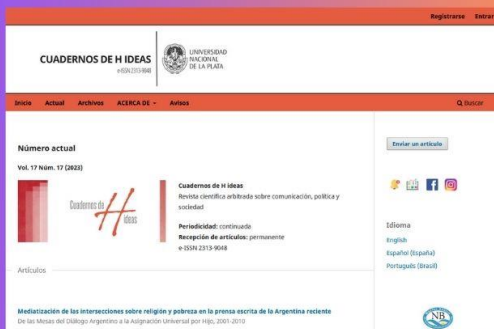 Registrarse Entrar
CUADERNOS DE H IDEAS
e-ISSN 2313-9048
UNIVERSIDAD
NACIONAL
DE LA PLATA
Inicio Actual Archivos ACERCA DE Avisos Buscar
Número actual
Vol. 17 Núm. 17 (2023)
Cuadernos de
H
ideas
Cuadernos de H ideas
Revista científica arbitrada sobre comunicación, política y
sociedad
Periodicidad: continuada
Recepción de artículos: permanente
e-ISSN 2313-9048
Artículos
Mediatización de las intersecciones sobre religión y pobreza en la prensa escrita de la Argentina reciente
De las Mesas del Diálogo Argentino a la Asignación Universal por Hijo, 2001-2010
Enviar un artículo
Idioma
English
Español (España)
Português (Brasil)
NB